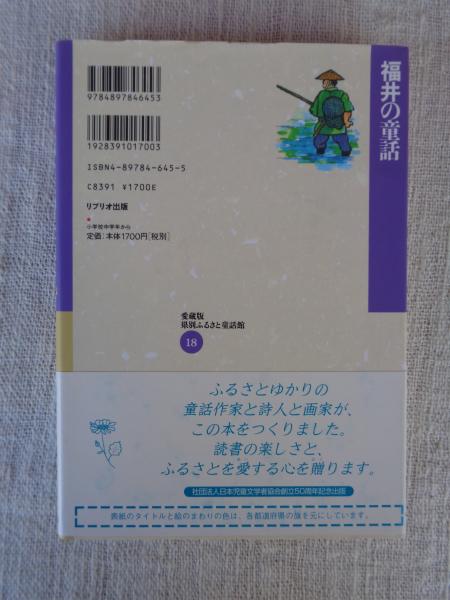 福井の童話
9784897846453
1928391017003
ISBN4-89784-645-5
C8391 ¥1700E
リブリオ出版
小学校中学年から
定価:本体1700円[税別]
愛蔵版
県別ふるさと童話館
18
ふるさとゆかりの
童話作家と詩人と画家が、
この本をつくりました。
読書の楽しさと、
ふるさとを愛する心を贈ります。
社団法人日本児童文学者協会創立50周年記念出版
表紙のタイトルと絵のまわりの色は、各都道府県の旗を元にしています。